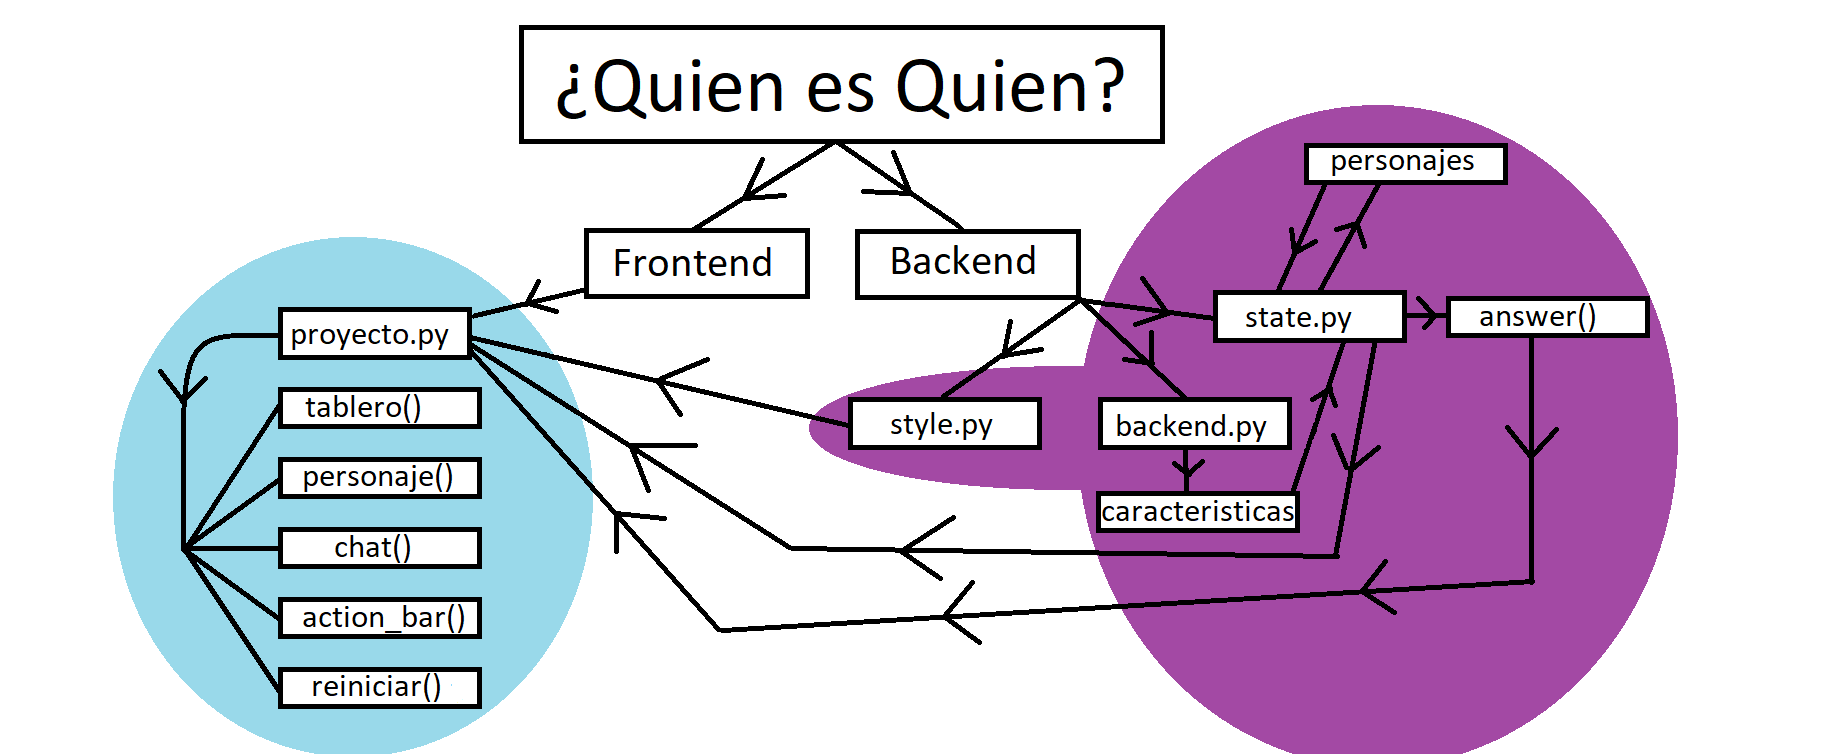 ¿Quien es Quien?
Frontend
Backend
personajes
proyecto.py
state.py
answer()
tablero()
style.py
backend.py
personaje()
caracteristicas
chat()
action_bar()
reiniciar()